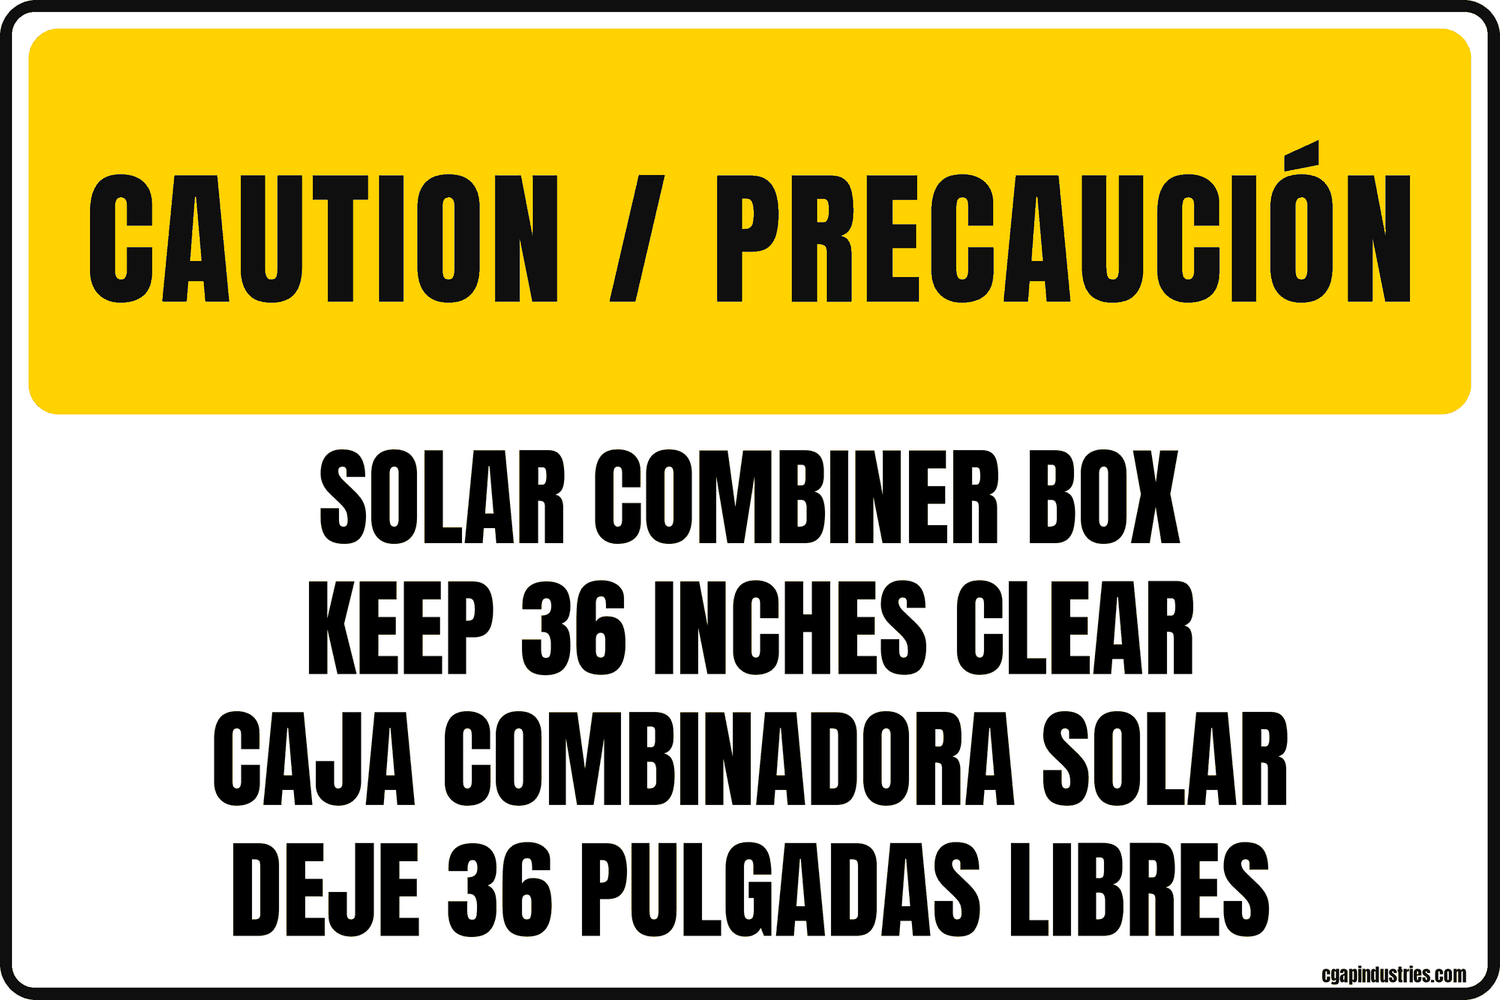 CAUTION / PRECAUCIÓN
SOLAR COMBINER BOX
KEEP 36 INCHES CLEAR
CAJA COMBINADORA SOLAR
DEJE 36 PULGADAS LIBRES
cgapindustries.com